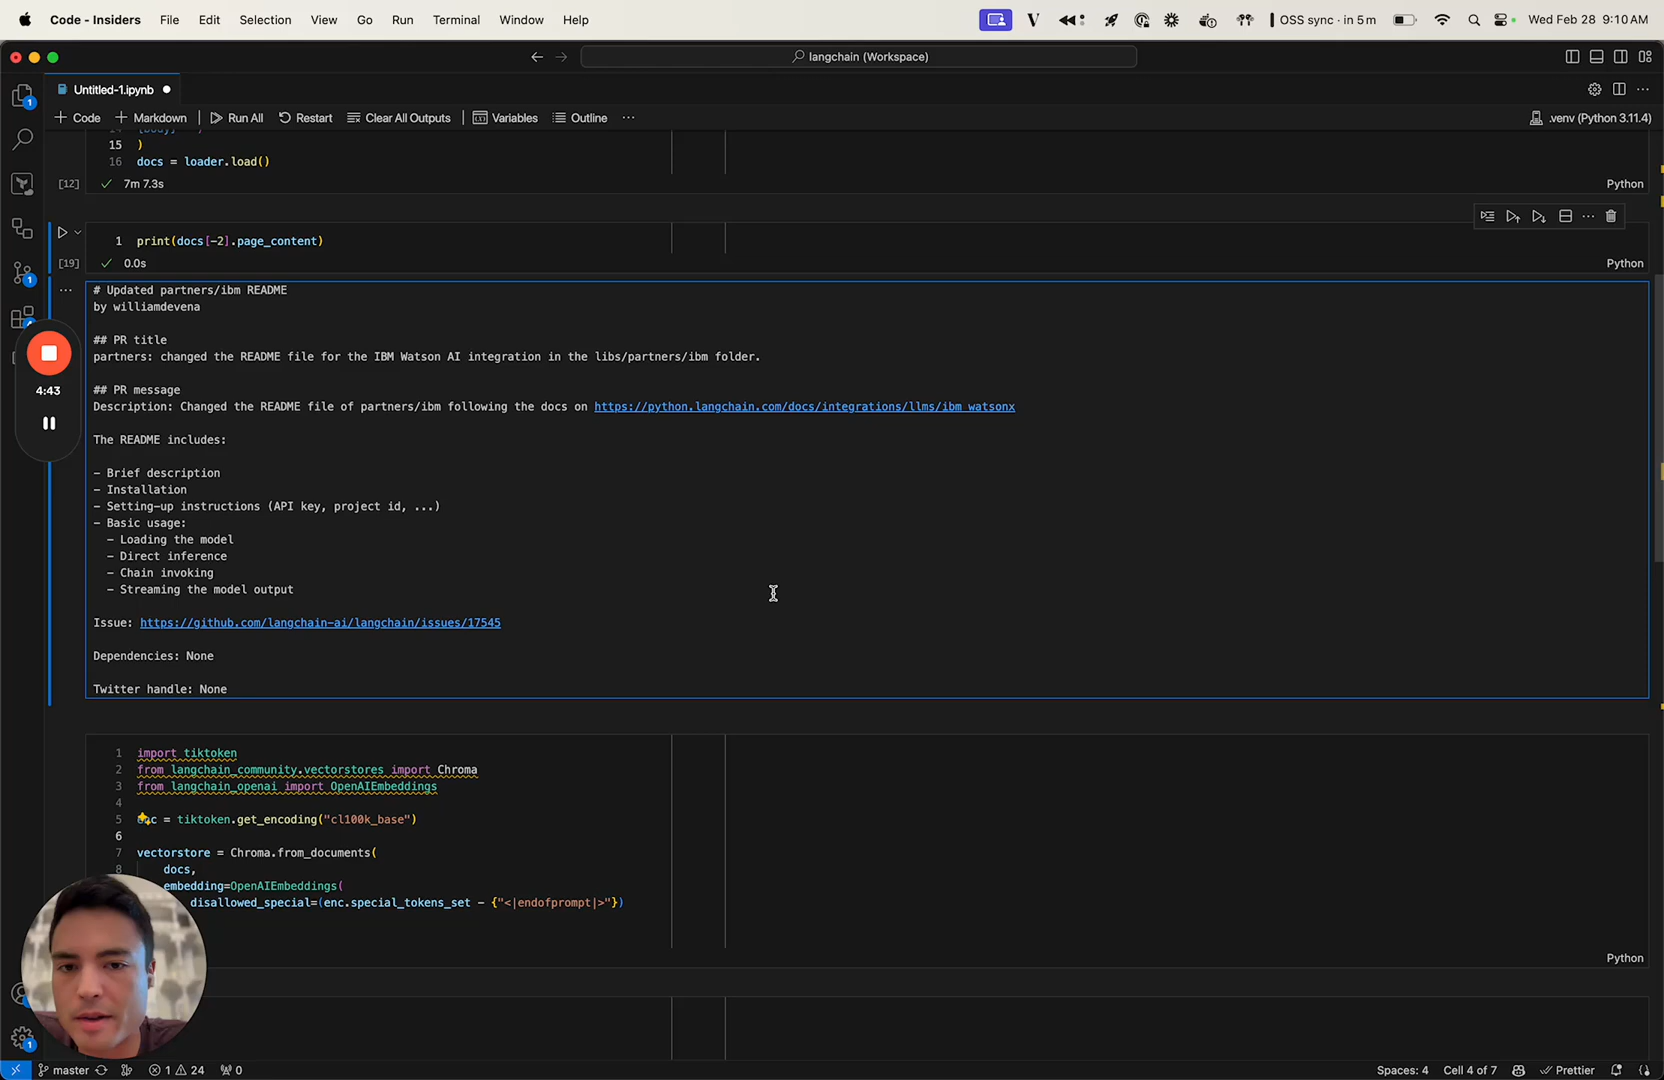 Code - Insiders File Edit Selection View Go Run Terminal Window Help OSS sync · in 5 m Wed Feb 28 9:10 AM
langchain (Workspace)
Untitled-1.ipynb
Code Markdown Run All Restart Clear All Outputs Variables Outline ... .venv (Python 3.11.4)
15 )
16 docs = loader.load()
[12] 7m 7.3s Python
1 print(docs[-2].page_content)
[19] 0.0s Python
# Updated partners/ibm README
by williamdevena
## PR title
partners: changed the README file for the IBM Watson AI integration in the libs/partners/ibm folder.
4:43
## PR message
Description: Changed the README file of partners/ibm following the docs on https://python.langchain.com/docs/integrations/llms/ibm_watsonx
The README includes:
- Brief description
- Installation
- Setting-up instructions (API key, project id, ...)
- Basic usage:
- Loading the model
- Direct inference
- Chain invoking
- Streaming the model output
Issue: https://github.com/langchain-ai/langchain/issues/17545
Dependencies: None
Twitter handle: None
1 import tiktoken
2 from langchain_community.vectorstores import Chroma
3 from langchain_openai import OpenAIEmbeddings
4
5 = tiktoken.get_encoding("cl100k_base")
6
7 vectorstore = Chroma.from_documents(
8 docs,
embedding=OpenAIEmbeddings(
disallowed_special=(enc.special_tokens_set - {"<|endofprompt|>"})
Python
master 1 24 0 Spaces: 4 Cell 4 of 7 Prettier